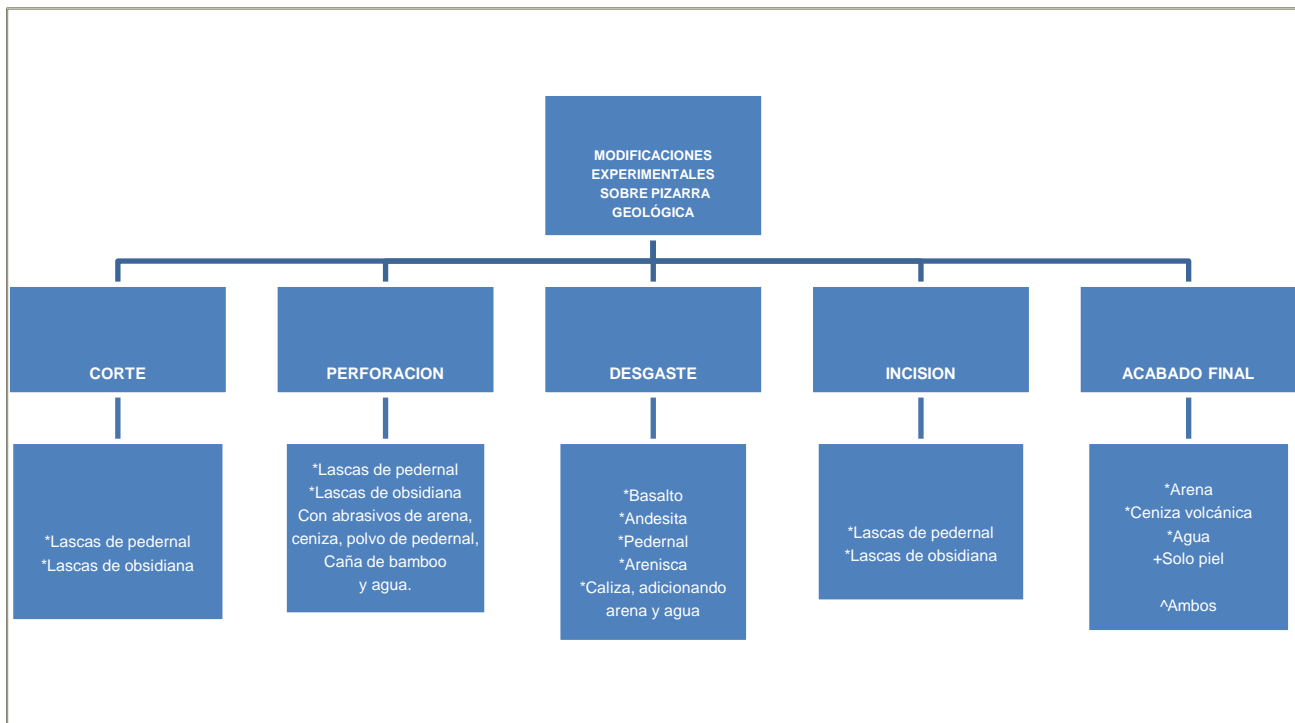 MODIFICACIONES
EXPERIMENTALES
SOBRE PIZARRA
GEOLÓGICA
CORTE
PERFORACION
DESGASTE
INCISION
ACABADO FINAL
*Lascas de pedernal
*Lascas de obsidiana
*Lascas de pedernal
*Lascas de obsidiana
Con abrasivos de arena,
ceniza, polvo de pedernal,
Caña de bamboo
y agua.
*Basalto
*Andesita
*Pedernal
*Arenisca
*Caliza, adicionando
arena y agua
*Lascas de pedernal
*Lascas de obsidiana
*Arena
*Ceniza volcánica
*Agua
+Solo piel
^Ambos